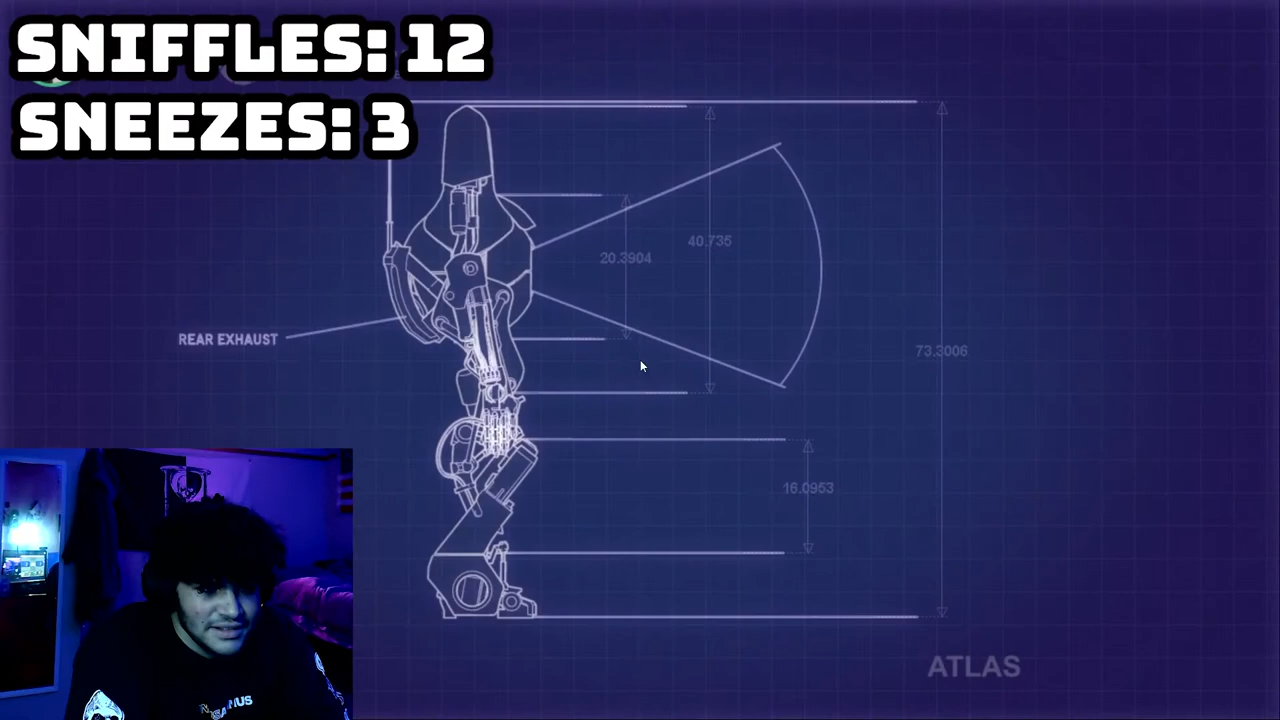 SNIFFLES: 12
SNEEZES: 3
40.735
20.3904
REAR EXHAUST
73.3006
16.0953
ATLAS